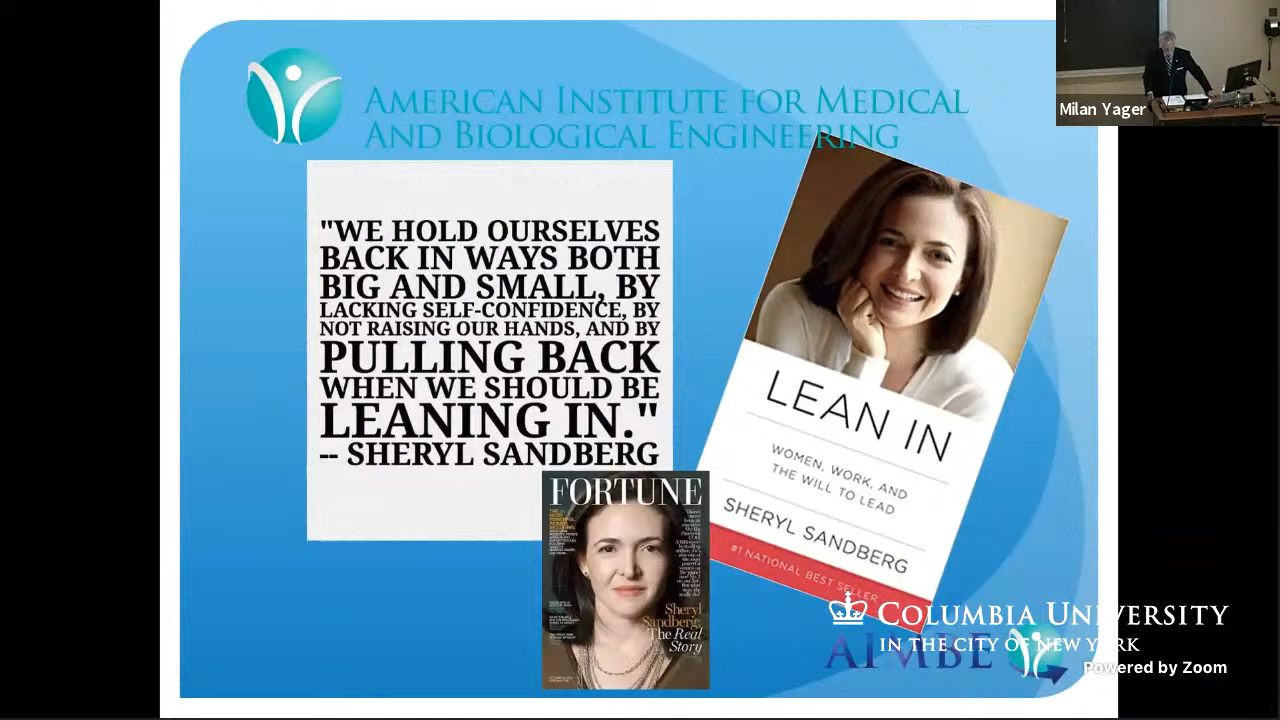 AMERICAN INSTITUTE FOR MEDICAL
AND BIOLOGICAL ENGINEERING
Milan Yager
"WE HOLD OURSELVES
BACK IN WAYS BOTH
BIG AND SMALL, BY
LACKING SELF-CONFIDENCE, BY
NOT RAISING OUR HANDS, AND BY
PULLING BACK
WHEN WE SHOULD BE
LEANING IN."
-- SHERYL SANDBERG
LEAN IN
WOMEN, WORK, AND
THE WILL TO LEAD
SHERYL SANDBERG
#1 NATIONAL BEST SELLER
FORTUNE
Sheryl
Sandberg:
The Real
Story
COLUMBIA UNIVERSITY
IN THE CITY OF NEW YORK
AIMBE
Powered by Zoom